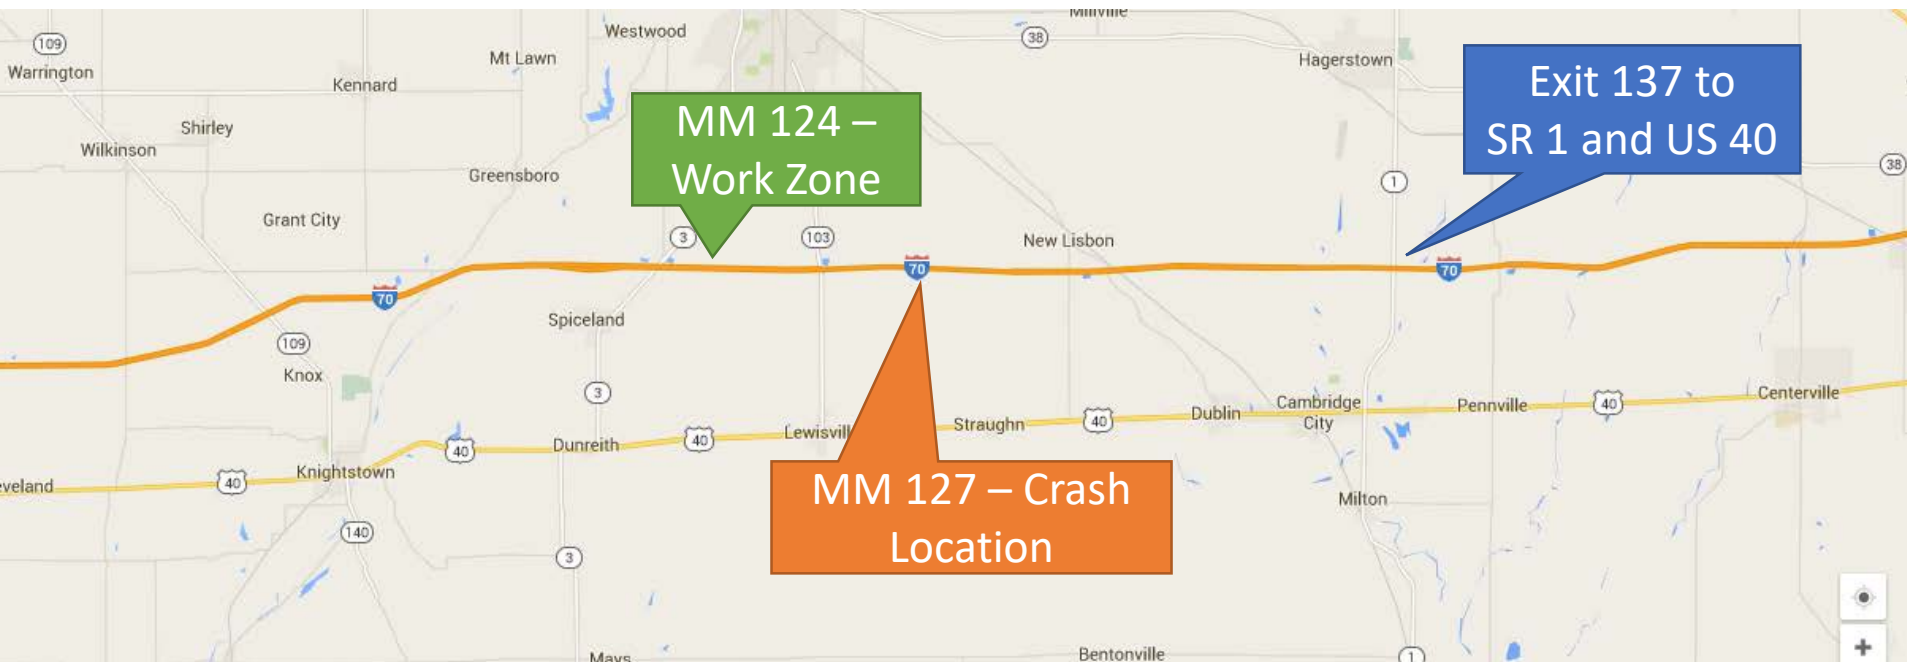 Millville
109
Westwood
38
Mt Lawn
Hagerstown
Warrington
Kennard
Exit 137 to
SR 1 and US 40
MM 124 –
Work Zone
Shirley
Wilkinson
38
Greensboro
1
Grant City
3
103
New Lisbon
70
70
70
Spiceland
109
Knox
3
Cambridge
City
Pennville
40
Centerville
Dublin
40
Straughn
Lewisvill
40
Dunreith
40
Knightstown
40
eveland
MM 127 – Crash
Location
Milton
140
3
Mays
Bentonville
1
+